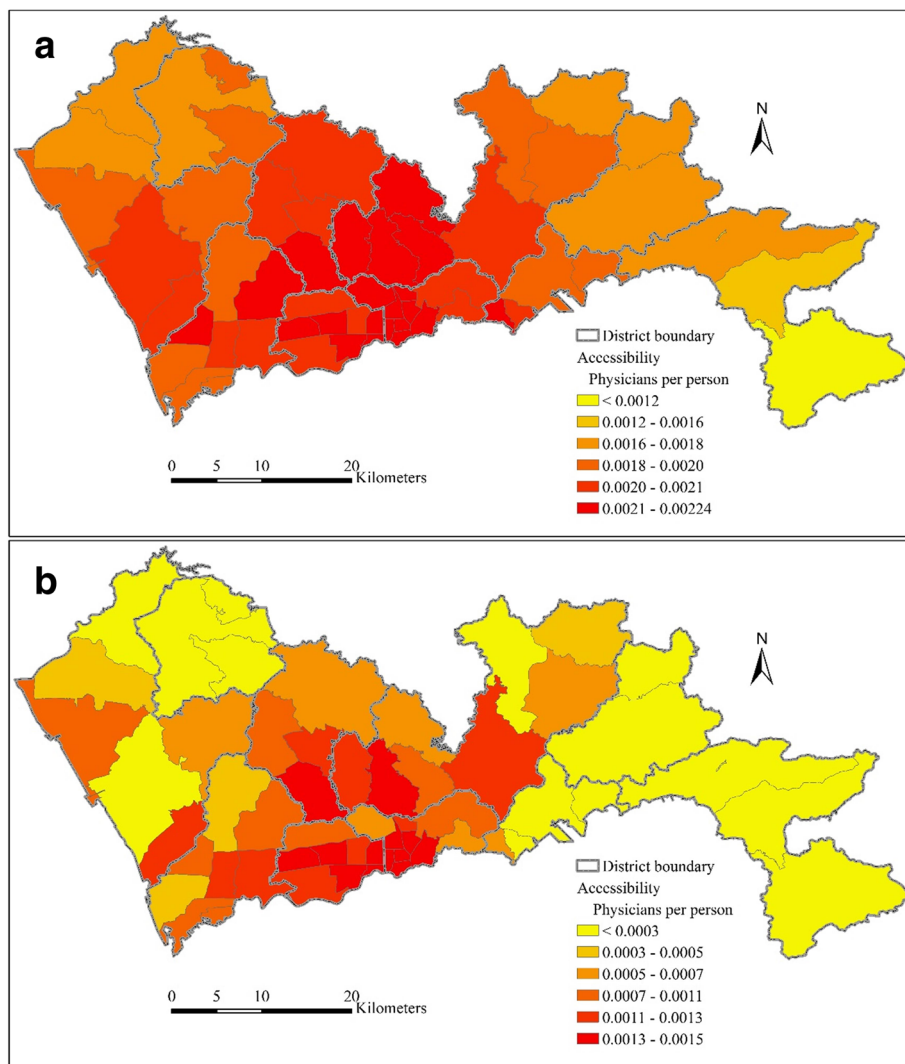 a
N
District boundary
Accessibility
Physicians per person
< 0.0012
0.0012 - 0.0016
0.0016 - 0.0018
0.0018 - 0.0020
0.0020 - 0.0021
0.0021 - 0.00224
0 5 10 20
Kilometers
b
N
District boundary
Accessibility
Physicians per person
< 0.0003
0.0003 - 0.0005
0.0005 - 0.0007
0.0007 - 0.0011
0.0011 - 0.0013
0.0013 - 0.0015
0 5 10 20
Kilometers